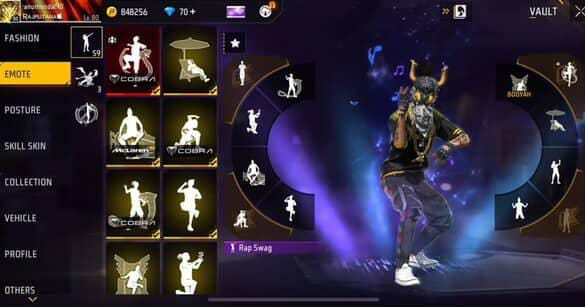 RAJPUTANA
Lv.80
848256
70 +
VAULT
FASHION
59
EMOTE
3
POSTURE
SKILL SKIN
COLLECTION
VEHICLE
PROFILE
OTHERS
COBRA
McLaren
COBRA
COBRA
BOOYAH
Rap Swag